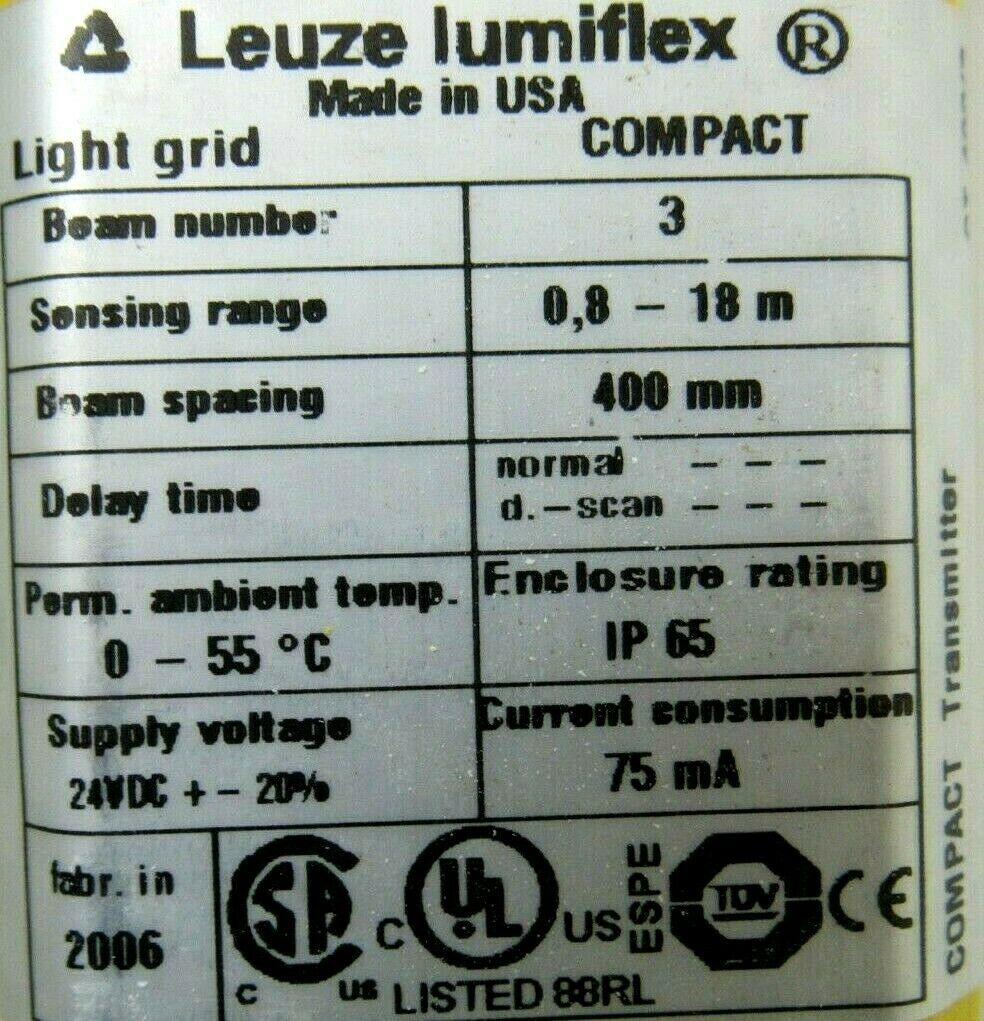 Leuze lumiflex ®
Made in USA
Light grid COMPACT
Beam number 3
Sensing range 0,8 – 18 m
Beam spacing 400 mm
Delay time
normal – – –
d.–scan – – –
Perm. ambient temp.
0 – 55 °C
Enclosure rating
IP 65
Supply voltage
24VDC + – 20%
Current consumption
75 mA
fabr. in
2006
SA
C US
C UL US
LISTED 88RL
ESPE
TÜV
CE
COMPACT Transmitter